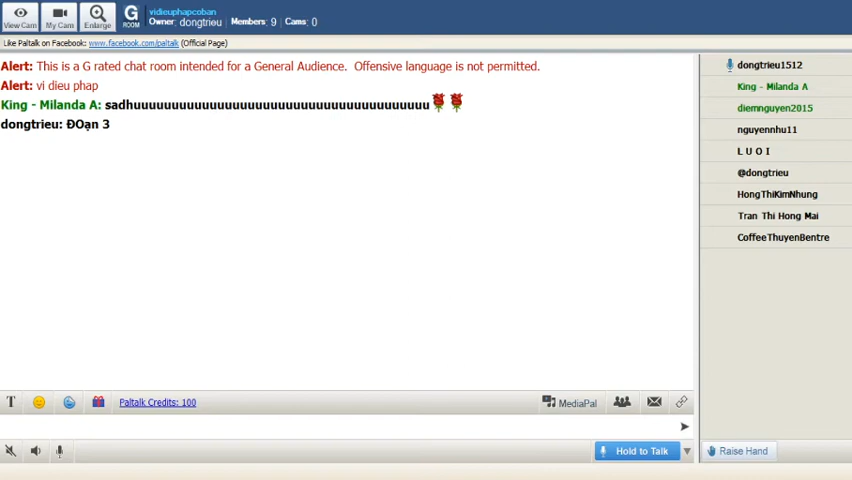 View Cam
My Cam
Enlarge
G
ROOM
vidieuphapcoban
Owner: dongtrieu Members: 9 Cams: 0
Like Paltalk on Facebook: www.facebook.com/paltalk (Official Page)
Alert: This is a G rated chat room intended for a General Audience. Offensive language is not permitted.
Alert: vi dieu phap
King - Milanda A: sadhuuuuuuuuuuuuuuuuuuuuuuuuuuuuuuuuuuuuuuu
dongtrieu: ĐOạn 3
dongtrieu1512
King - Milanda A
diemnguyen2015
nguyennhu11
L U O I
@dongtrieu
HongThiKimNhung
Tran Thi Hong Mai
CoffeeThuyenBentre
T
Paltalk Credits: 100
MediaPal
Hold to Talk
Raise Hand